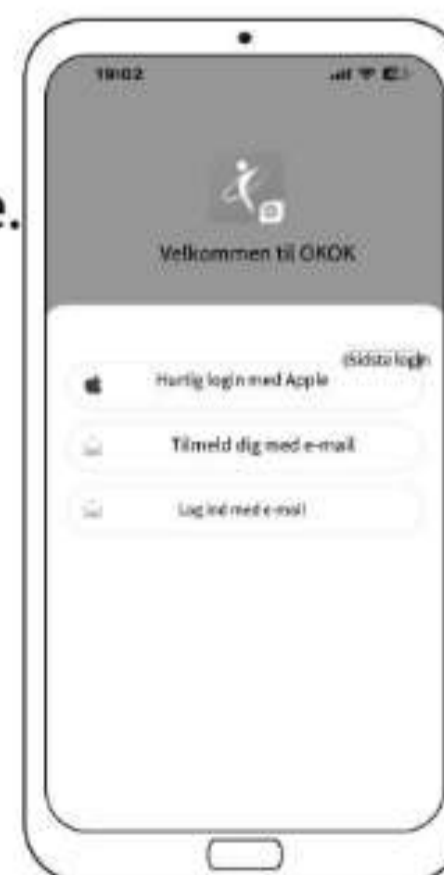 e.
19:02
Velkommen til OKOK
(Sidste login
Hurtig login med Apple
Tilmeld dig med e-mail
Log ind med e-mail